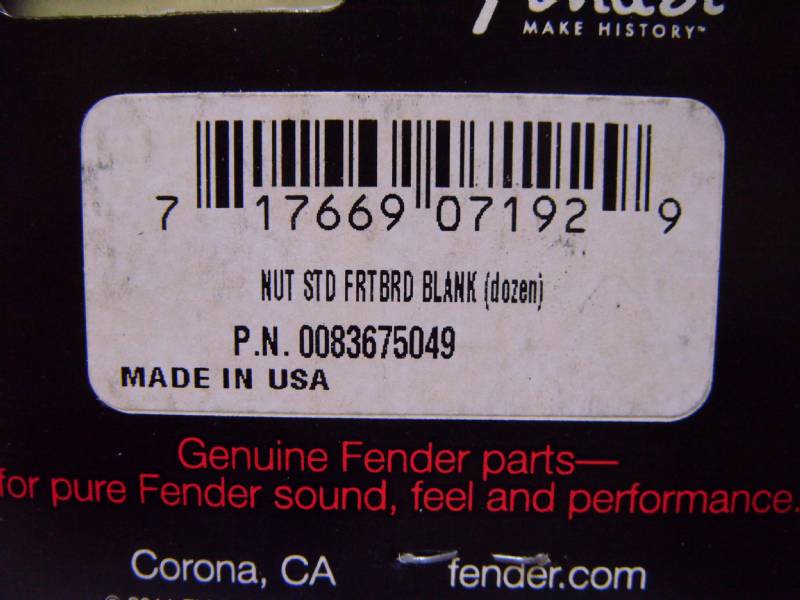 Fender
MAKE HISTORY™
7 17669 07192 9
NUT STD FRTBRD BLANK (dozen)
P.N. 0083675049
MADE IN USA
Genuine Fender parts—
for pure Fender sound, feel and performance.
Corona, CA fender.com